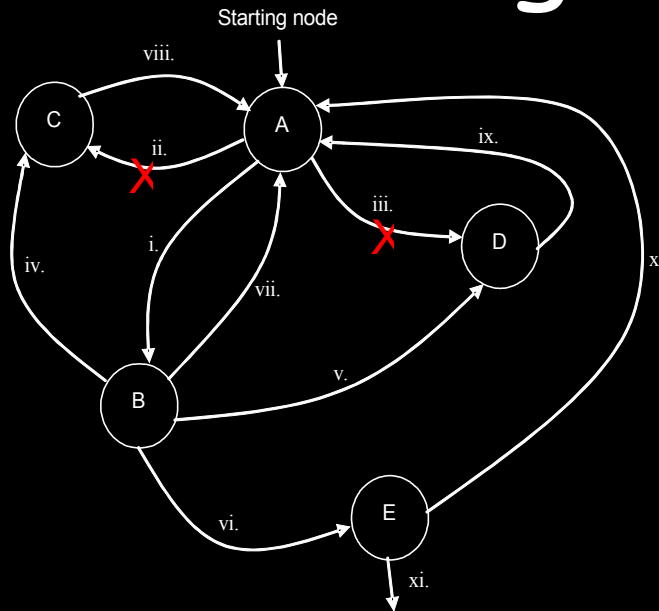 Starting node
viii.
C
A
ii.
ix.
iii.
D
i.
iv.
vii.
x
v.
B
vi.
E
xi.